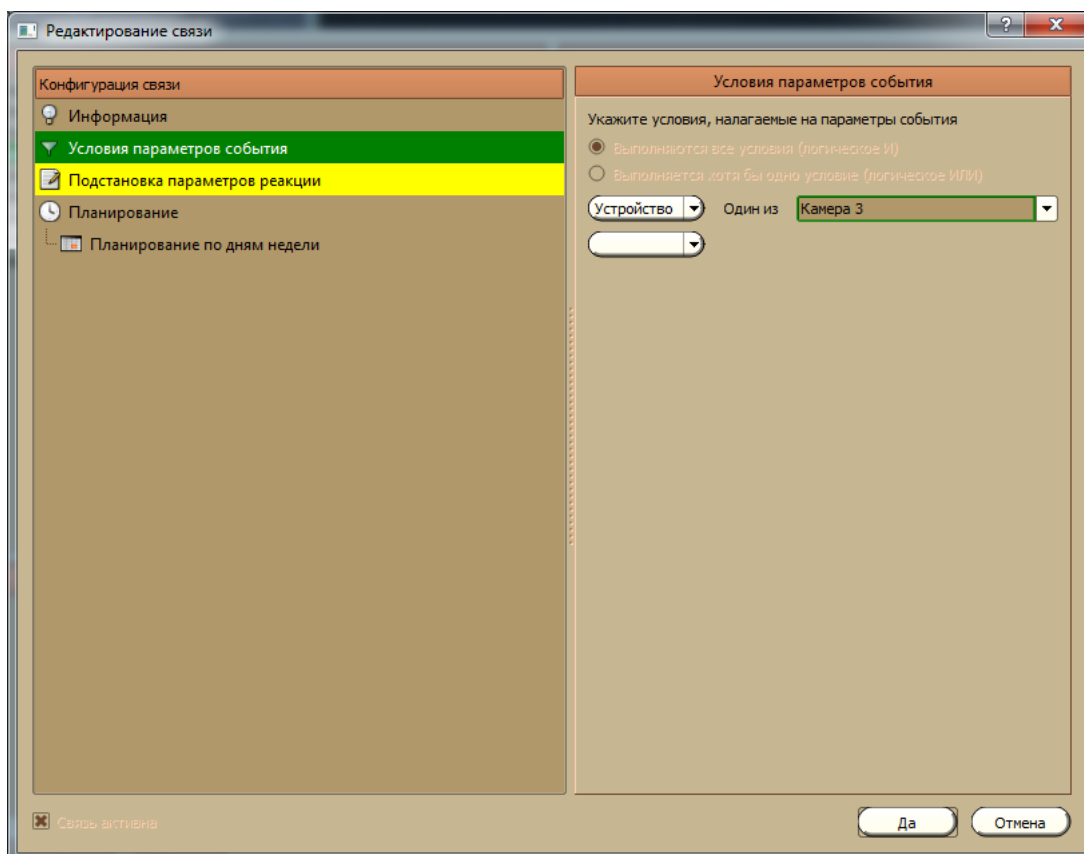 Редактирование связи
Конфигурация связи
Информация
Условия параметров события
Подстановка параметров реакции
Планирование
Планирование по дням недели
Условия параметров события
Укажите условия, налагаемые на параметры события
Выполняются все условия (логическое И)
Выполняется хотя бы одно условие (логическое ИЛИ)
Устройство Один из Камера 3
Связь активна
Да Отмена